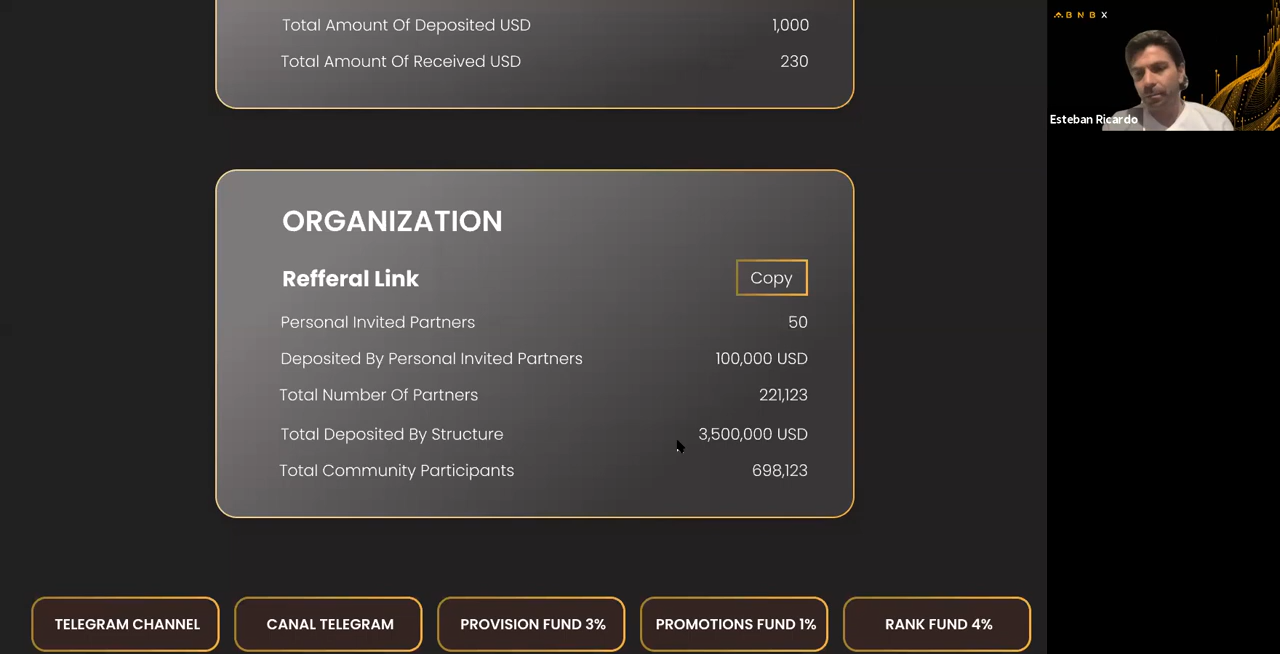 Total Amount Of Deposited USD 1,000
Total Amount Of Received USD 230
ORGANIZATION
Refferal Link Copy
Personal Invited Partners 50
Deposited By Personal Invited Partners 100,000 USD
Total Number Of Partners 221,123
Total Deposited By Structure 3,500,000 USD
Total Community Participants 698,123
TELEGRAM CHANNEL CANAL TELEGRAM PROVISION FUND 3% PROMOTIONS FUND 1% RANK FUND 4%
BNBX
Esteban Ricardo